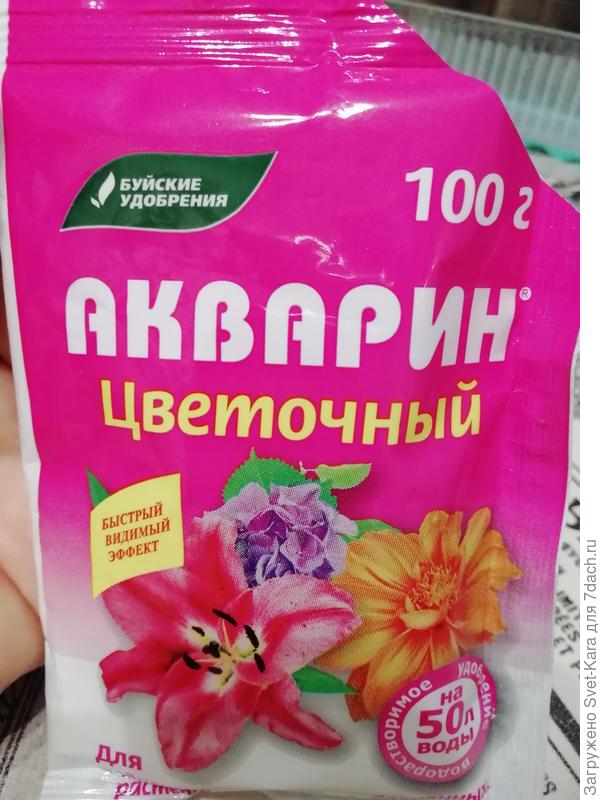 БУЙСКИЕ
УДОБРЕНИЯ
100 г
АКВАРИН®
Цветочный
БЫСТРЫЙ
ВИДИМЫЙ
ЭФФЕКТ
водорастворимое удобрение
на
50л
воды
для
Загружено Svet-Kara для 7dach.ru